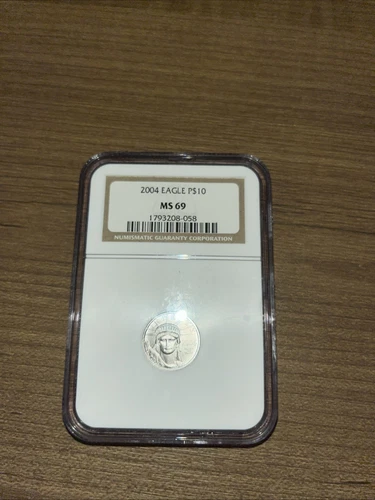 2004 EAGLE P$10
MS 69
1793208-058
NUMISMATIC GUARANTY CORPORATION